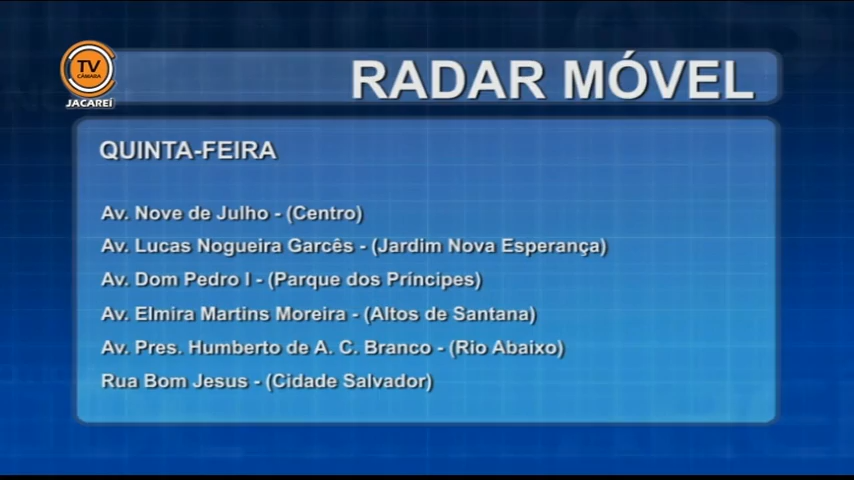 TV
CÂMARA
JACAREÍ
RADAR MÓVEL
QUINTA-FEIRA
Av. Nove de Julho - (Centro)
Av. Lucas Nogueira Garcês - (Jardim Nova Esperança)
Av. Dom Pedro I - (Parque dos Príncipes)
Av. Elmira Martins Moreira - (Altos de Santana)
Av. Pres. Humberto de A. C. Branco - (Rio Abaixo)
Rua Bom Jesus - (Cidade Salvador)